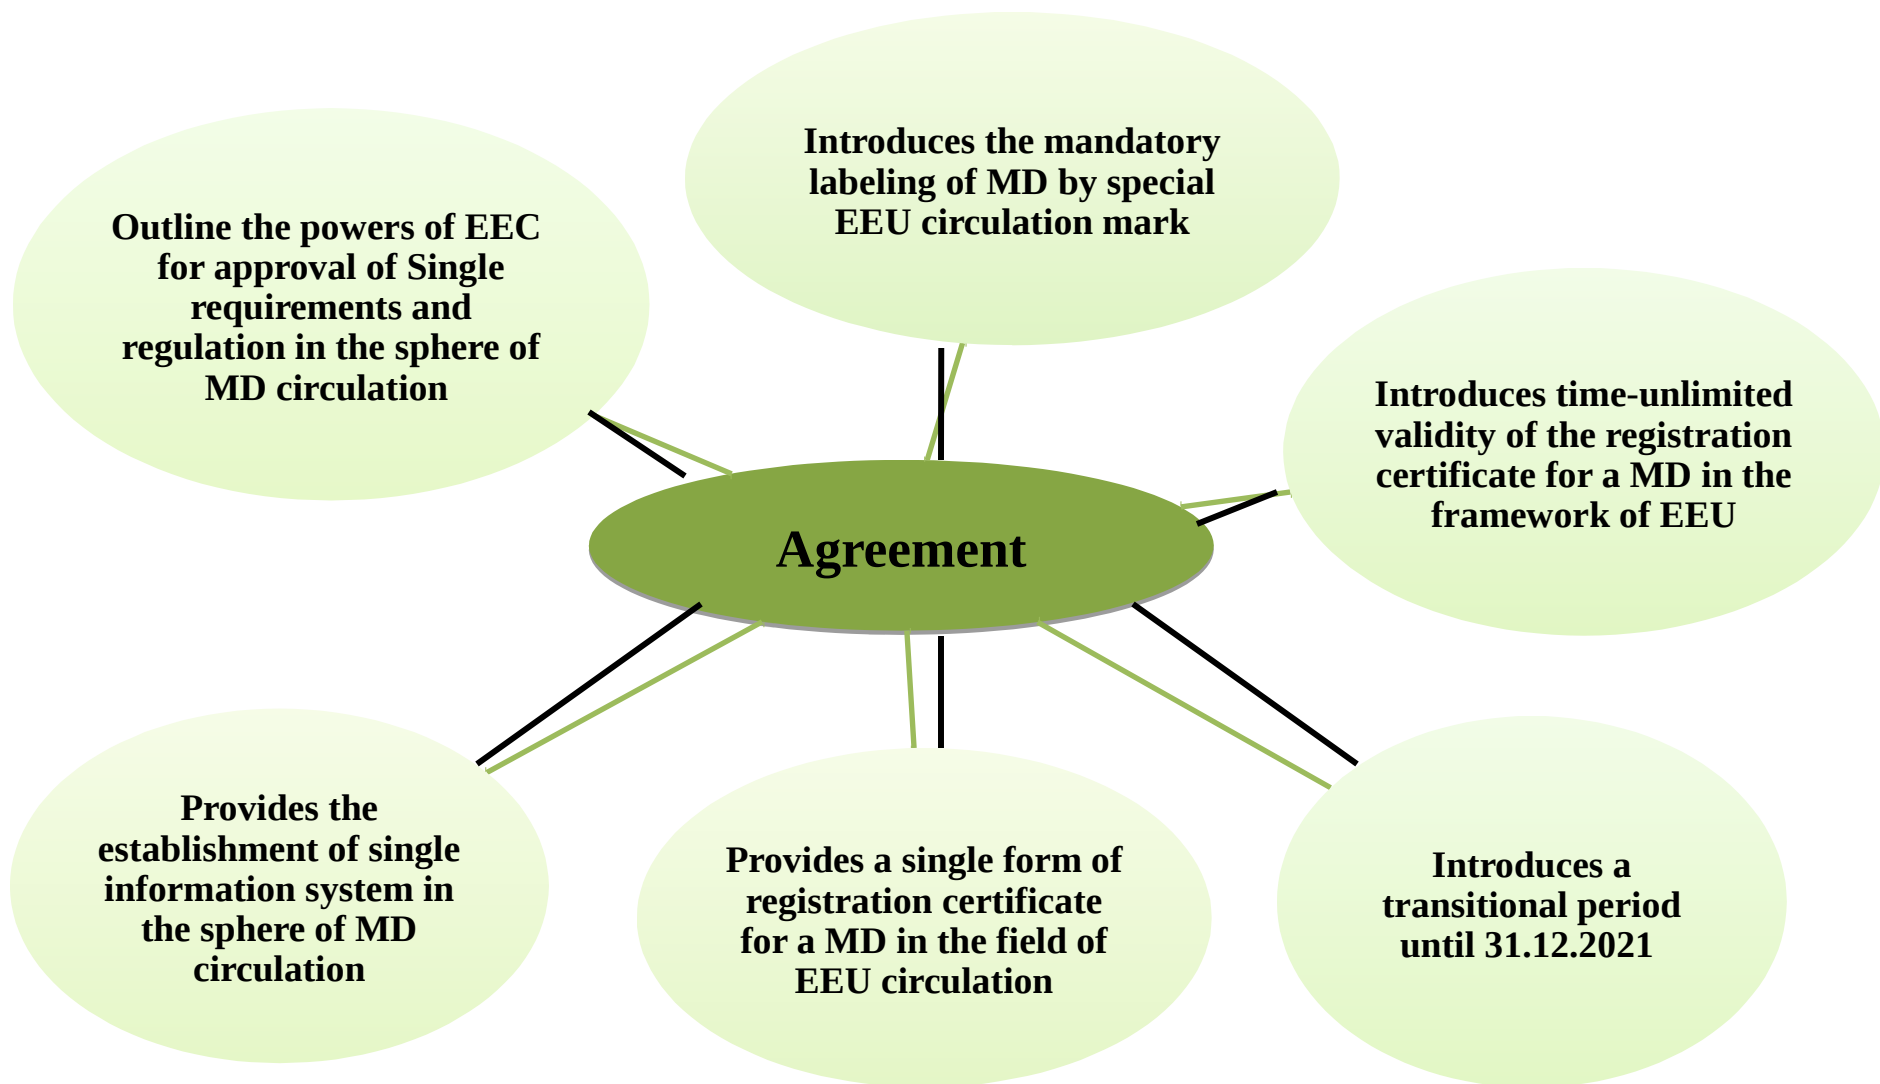 Introduces the mandatory
labeling of MD by special
EEU circulation mark
Outline the powers of EEC
for approval of Single
requirements and
regulation in the sphere of
MD circulation
Introduces time-unlimited
validity of the registration
certificate for a MD in the
framework of EEU
Agreement
Provides the
establishment of single
information system in
the sphere of MD
circulation
Provides a single form of
registration certificate
for a MD in the field of
EEU circulation
Introduces a
transitional period
until 31.12.2021